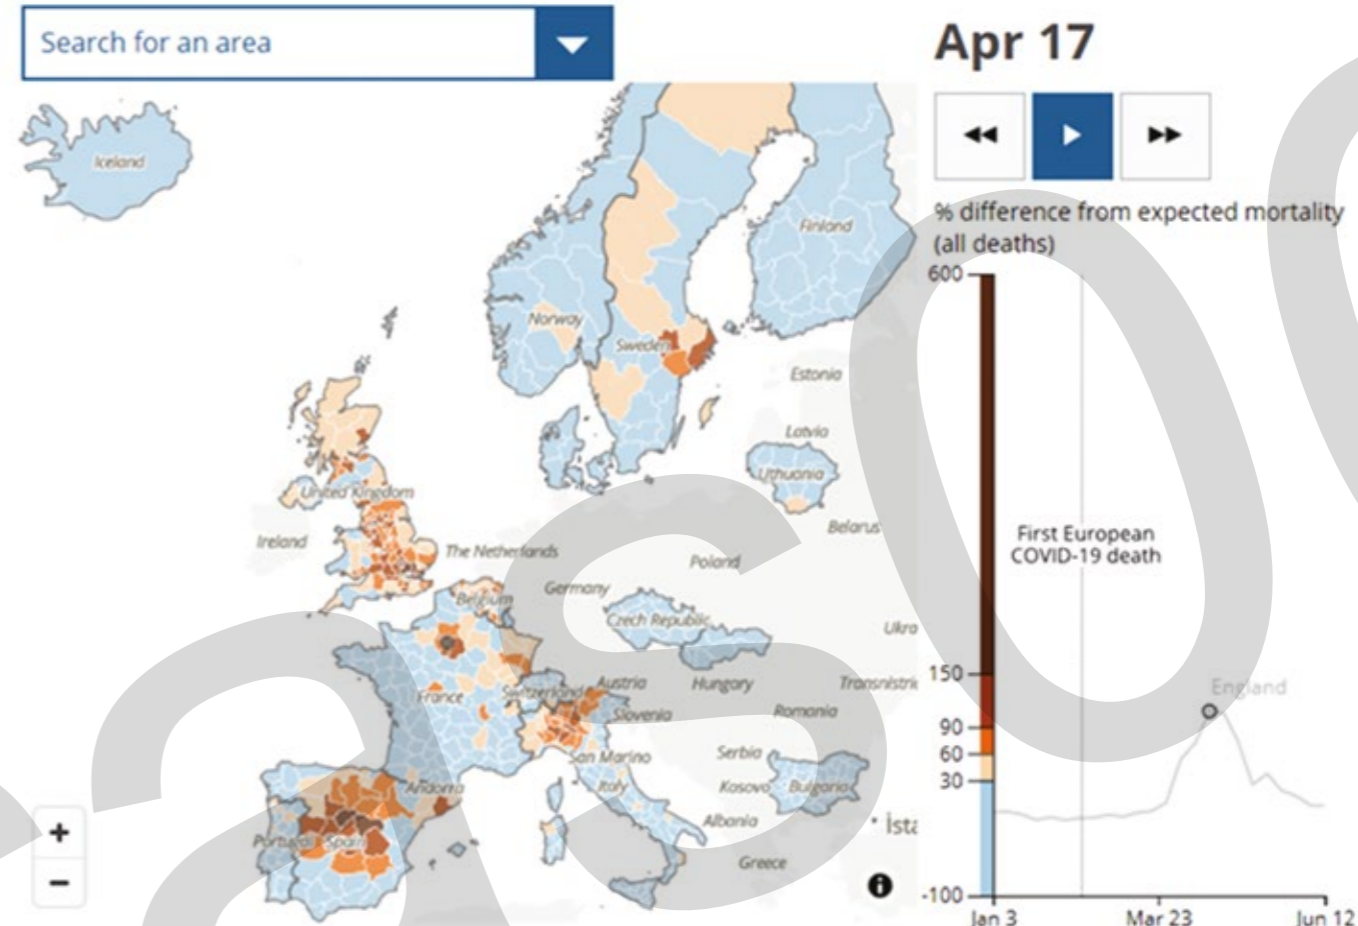 Search for an area
Apr 17
% difference from expected mortality
(all deaths)
600
150
90
60
30
-100
Jan 3
Mar 23
Jun 12
First European
COVID-19 death
England
Iceland
Finland
Norway
Sweden
Estonia
Latvia
Lithuania
United Kingdom
Belarus
Ireland
The Netherlands
Poland
Germany
Belgium
Czech Republic
Ukra
Austria
Hungary
Transnistri
France
Switzerland
Slovenia
Romania
San Marino
Serbia
Andorra
Italy
Kosovo
Bulgaria
Albania
İsta
Portugal
Spain
Greece
+
−
i
as